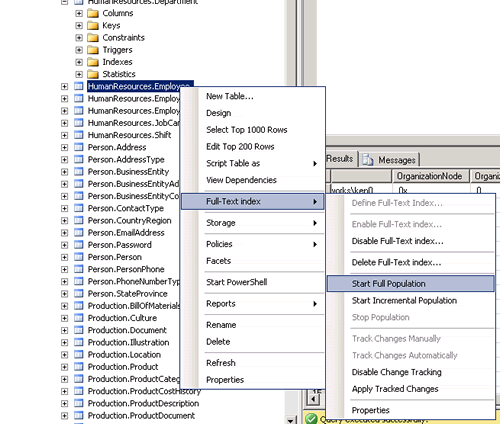 HumanResources.Department
Columns
Keys
Constraints
Triggers
Indexes
Statistics
HumanResources.Employee
HumanResources.Employ
HumanResources.Employ
HumanResources.JobCan
HumanResources.Shift
Person.Address
Person.AddressType
Person.BusinessEntity
Person.BusinessEntityAd
Person.BusinessEntityCo
Person.ContactType
Person.CountryRegion
Person.EmailAddress
Person.Password
Person.Person
Person.PersonPhone
Person.PhoneNumberTyp
Person.StateProvince
Production.BillOfMaterials
Production.Culture
Production.Document
Production.Illustration
Production.Location
Production.Product
Production.ProductCateg
Production.ProductCostHistory
Production.ProductDescription
Production.ProductDocument
New Table...
Design
Select Top 1000 Rows
Edit Top 200 Rows
Script Table as
View Dependencies
Full-Text index
Storage
Policies
Facets
Start PowerShell
Reports
Rename
Delete
Refresh
Properties
Results
Messages
OrganizationNode
Organiz
works\ken0
0x
0
Define Full-Text Index...
Enable Full-Text index...
Disable Full-Text index...
Delete Full-Text index...
Start Full Population
Start Incremental Population
Stop Population
Track Changes Manually
Track Changes Automatically
Disable Change Tracking
Apply Tracked Changes
Properties
Query executed successfully.